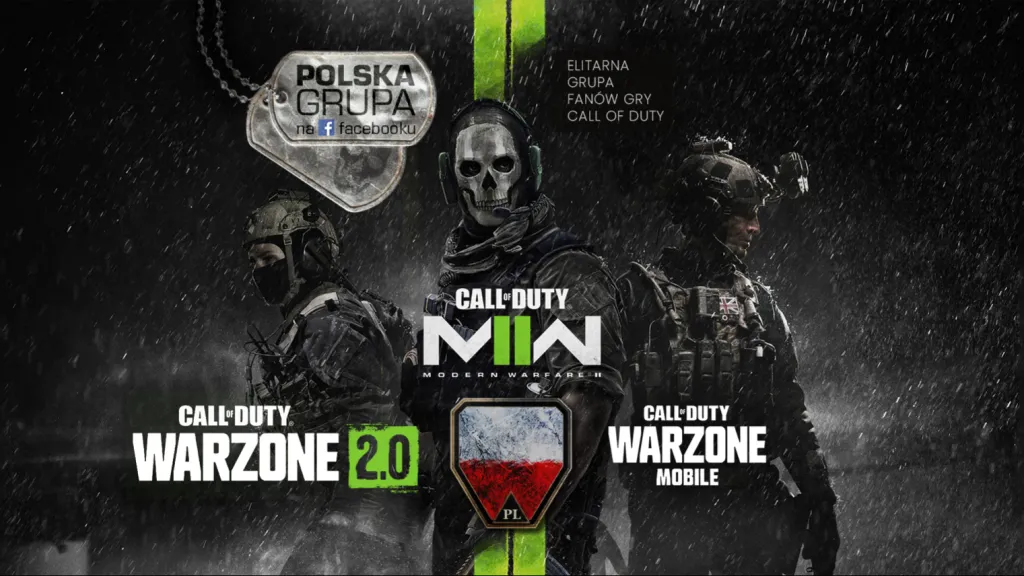 POLSKA
GRUPA
na f facebooku
ELITARNA
GRUPA
FANÓW GRY
CALL OF DUTY
CALL OF DUTY
MWII
MODERN WARFARE II
CALL OF DUTY
WARZONE 2.0
CALL OF DUTY
WARZONE
MOBILE
PL